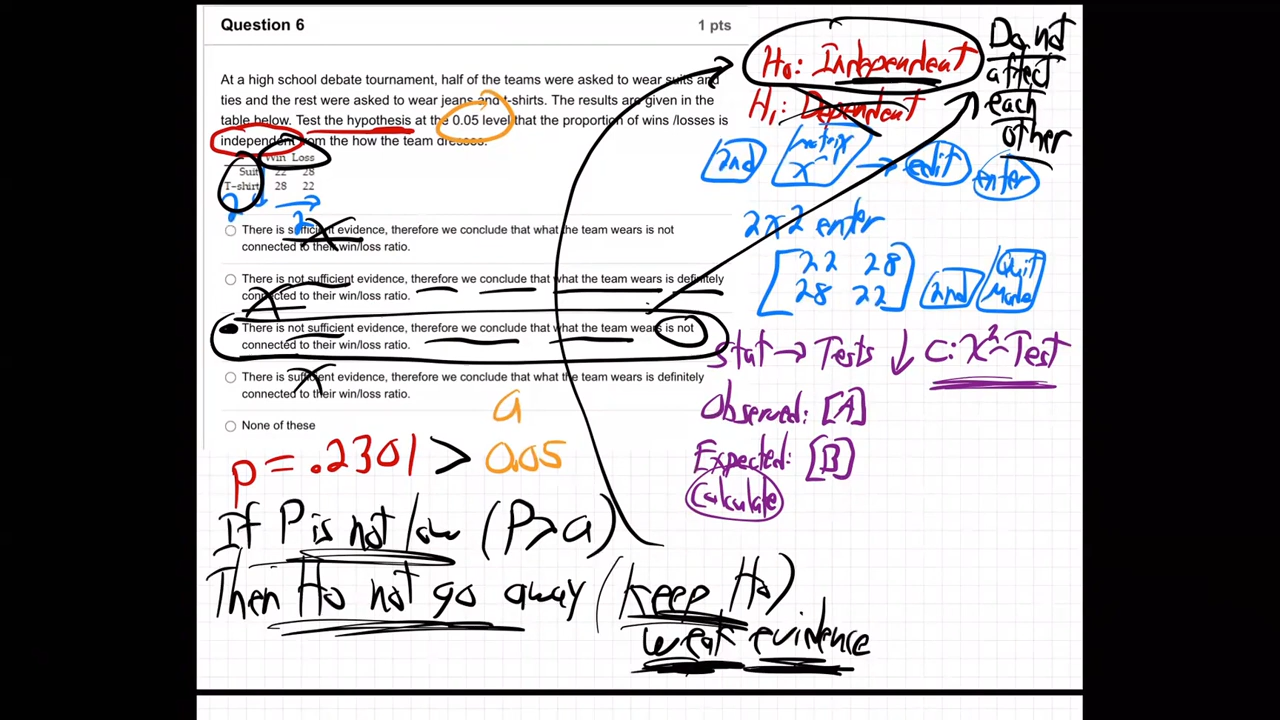 Question 6
1 pts
At a high school debate tournament, half of the teams were asked to wear suits and
ties and the rest were asked to wear jeans and t-shirts. The results are given in the
table below. Test the hypothesis at the 0.05 level that the proportion of wins /losses is
independent from the how the team dresses.
Win Loss
Suit 22 28
T-shirt 28 22
2
2
There is sufficient evidence, therefore we conclude that what the team wears is not
connected to their win/loss ratio.
There is not sufficient evidence, therefore we conclude that what the team wears is definitely
connected to their win/loss ratio.
There is not sufficient evidence, therefore we conclude that what the team wears is not
connected to their win/loss ratio.
There is sufficient evidence, therefore we conclude that what the team wears is definitely
connected to their win/loss ratio.
None of these
a
p = .2301 > 0.05
If P is not low (P>a)
Then Ho not go away (keep Ho)
weak evidence
Ho: Independent
H1: Dependent
Do not
affect
each
other
2nd matrix x⁻¹ → edit enter
2x2 enter
[22 28
28 22] 2nd Quit Mode
Stat → Tests ↓ C: X²-Test
Observed: [A]
Expected: [B]
Calculate